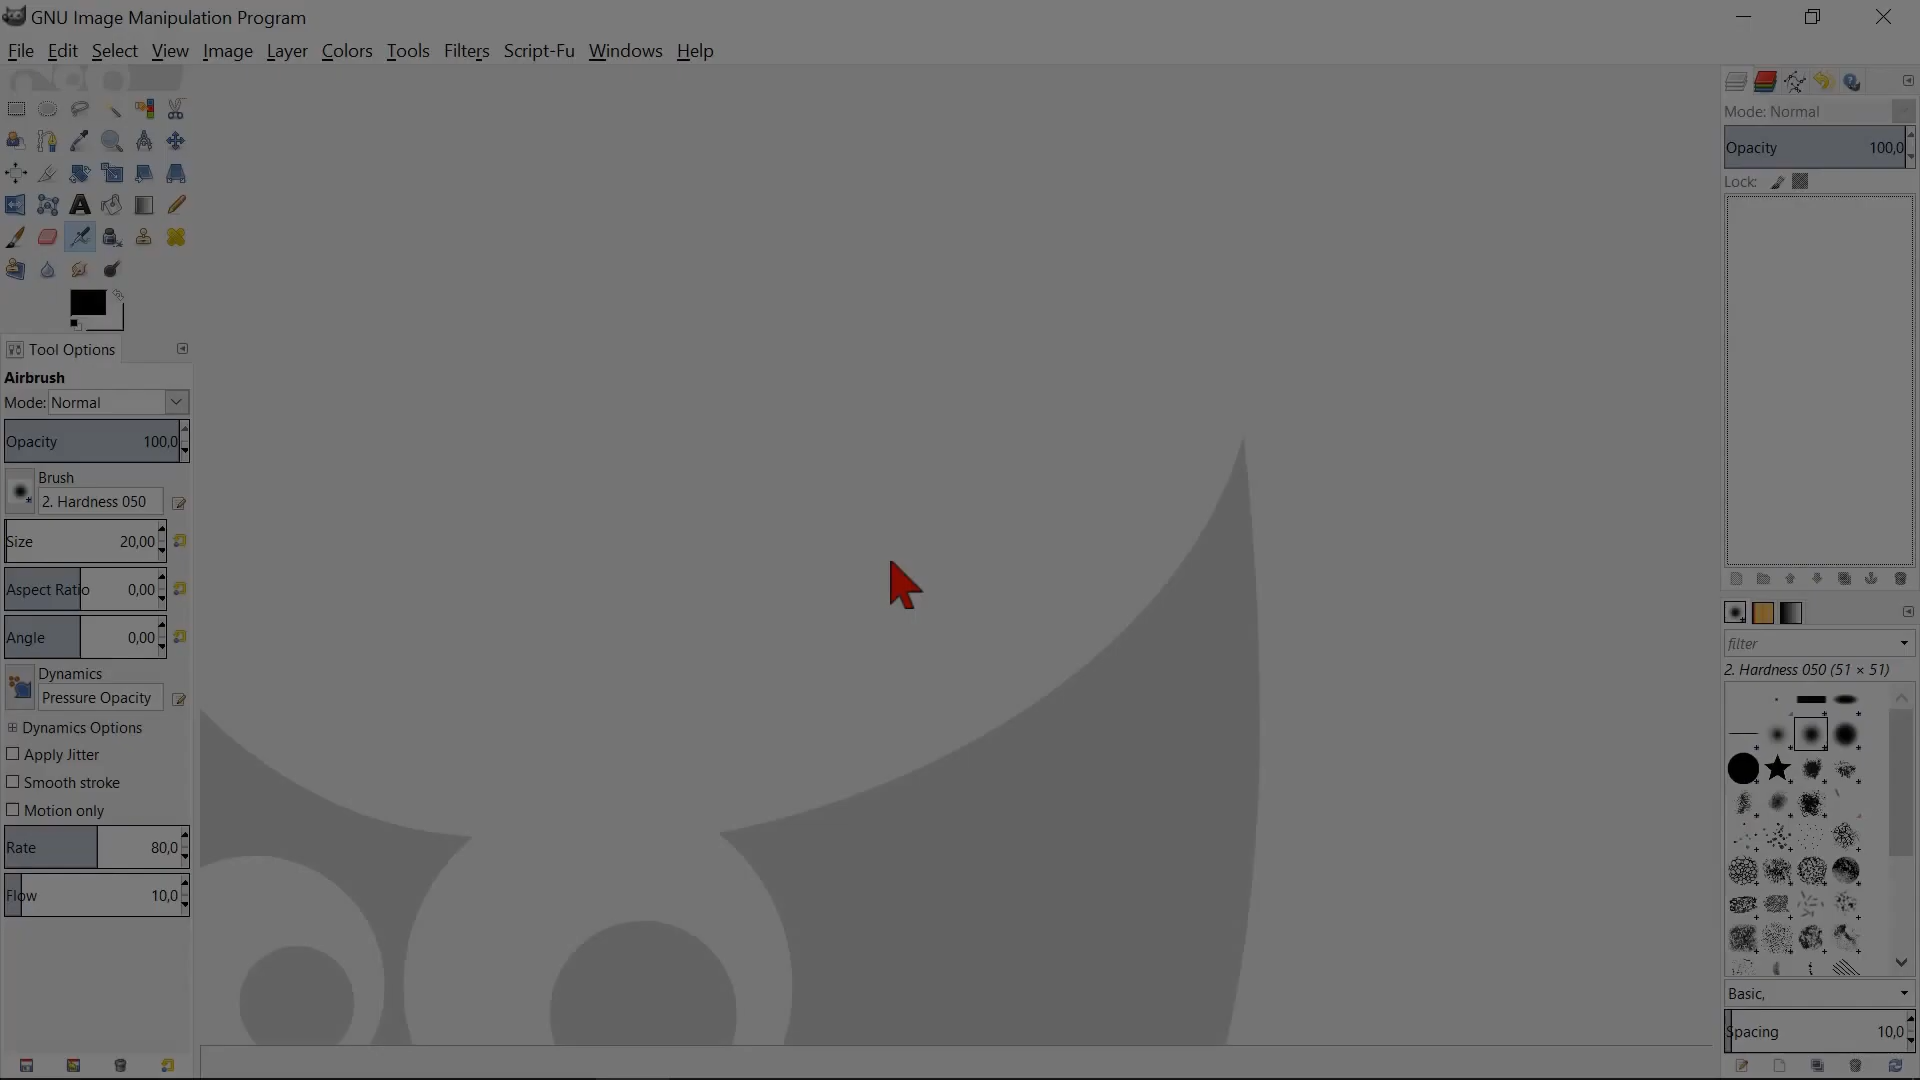 GNU Image Manipulation Program
File Edit Select View Image Layer Colors Tools Filters Script-Fu Windows Help
Tool Options
Airbrush
Mode: Normal
Opacity 100,0
Brush
2. Hardness 050
Size 20,00
Aspect Ratio 0,00
Angle 0,00
Dynamics
Pressure Opacity
Dynamics Options
Apply Jitter
Smooth stroke
Motion only
Rate 80,0
Flow 10,0
Mode: Normal
Opacity 100,0
Lock:
filter
2. Hardness 050 (51 × 51)
Basic,
Spacing 10,0